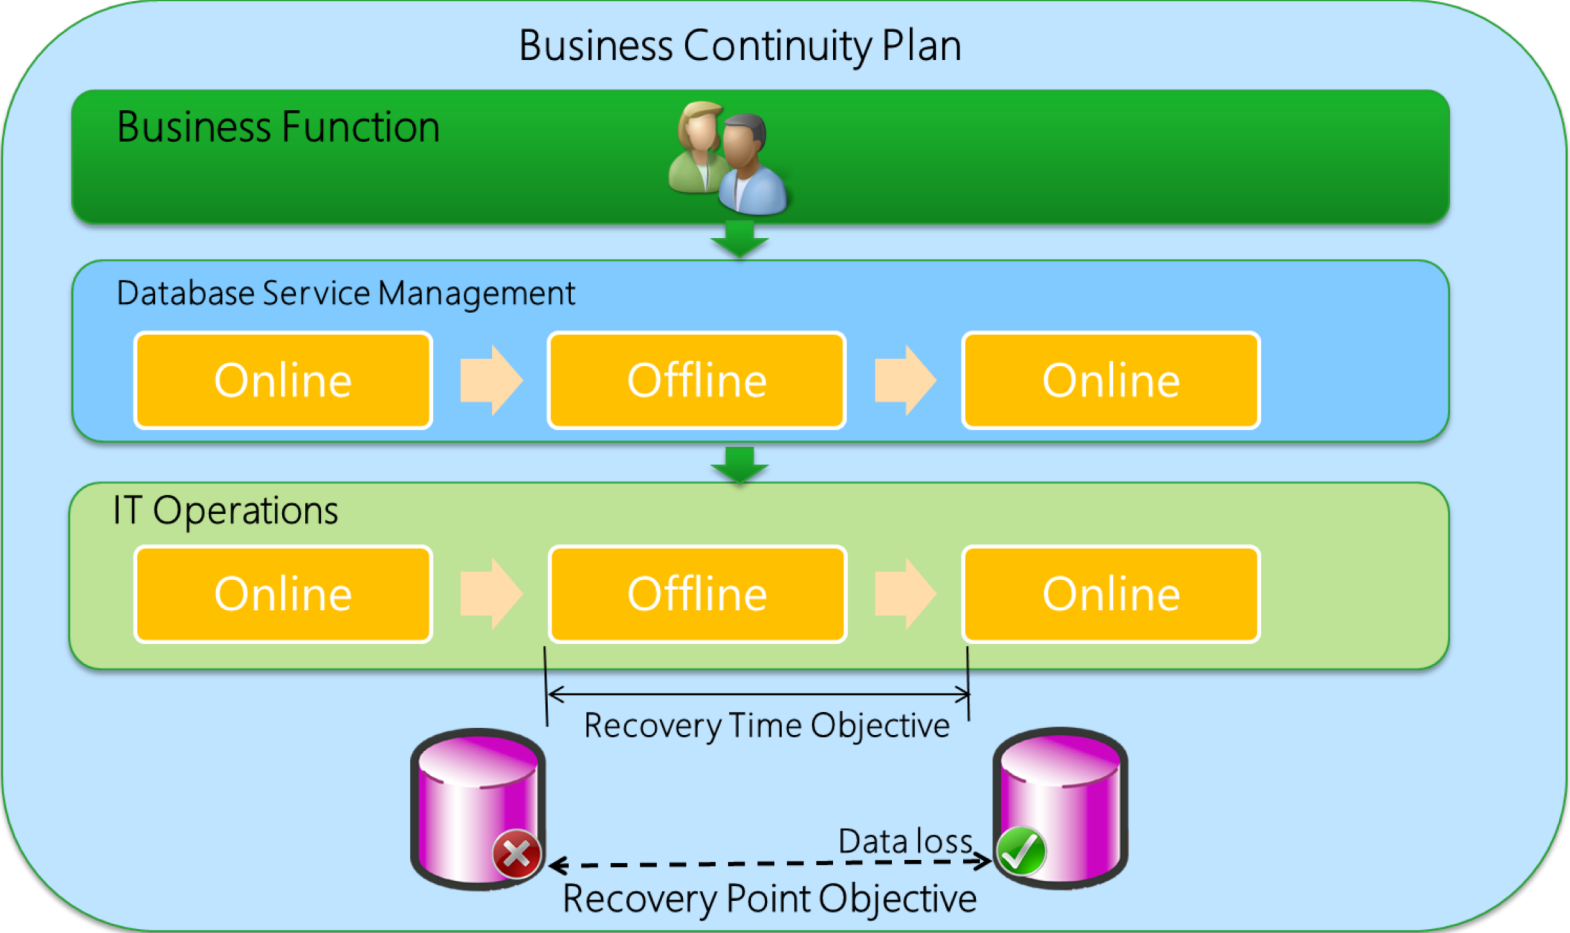 Business Continuity Plan
Business Function
Database Service Management
Online
Offline
Online
IT Operations
Online
Offline
Online
Recovery Time Objective
Data loss
Recovery Point Objective